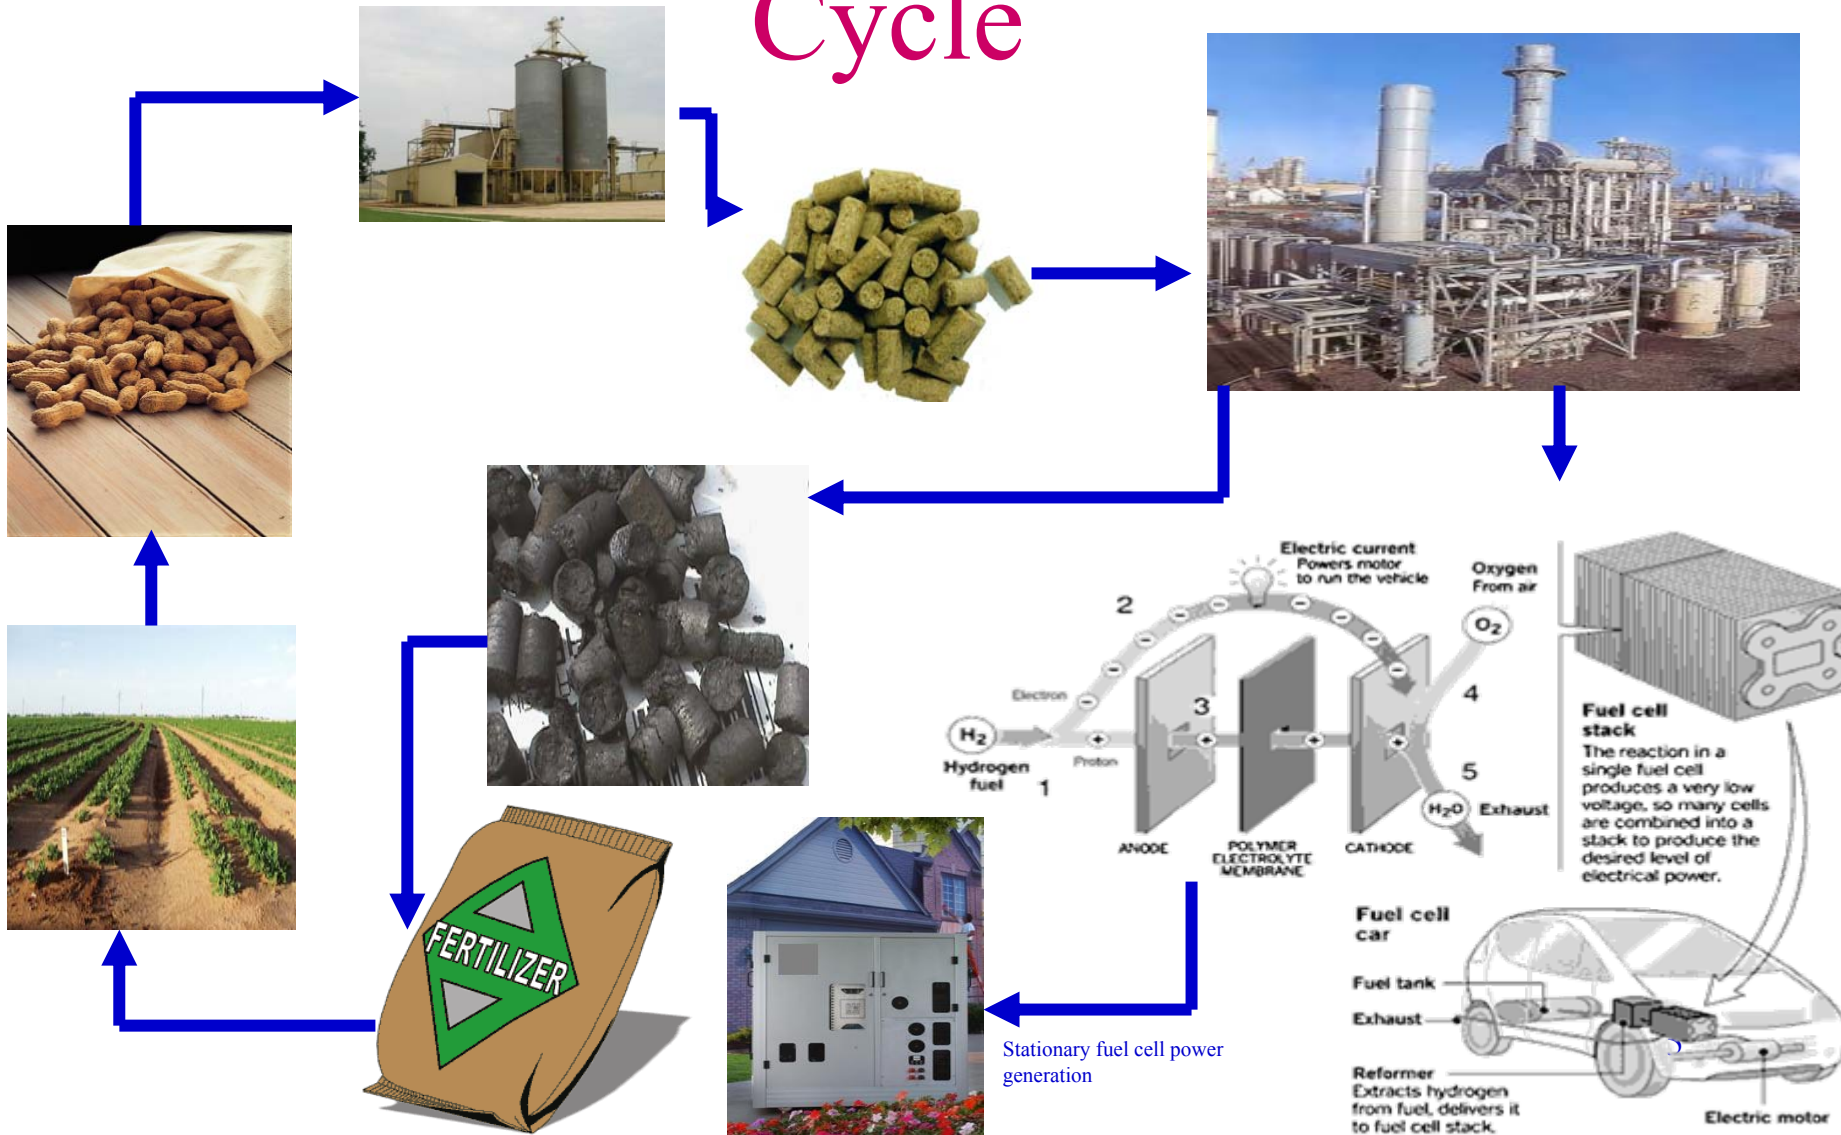 Cycle
Electric current
Powers motor
to run the vehicle
Oxygen
From air
2
O2
Electron
3
4
H2
Proton
Hydrogen
fuel
1
5
H2O
Exhaust
ANODE
POLYMER
ELECTROLYTE
MEMBRANE
CATHODE
Fuel cell
stack
The reaction in a
single fuel cell
produces a very low
voltage, so many cells
are combined into a
stack to produce the
desired level of
electrical power.
FERTILIZER
Stationary fuel cell power
generation
Fuel cell
car
Fuel tank
Exhaust
Reformer
Extracts hydrogen
from fuel, delivers it
to fuel cell stack.
Electric motor